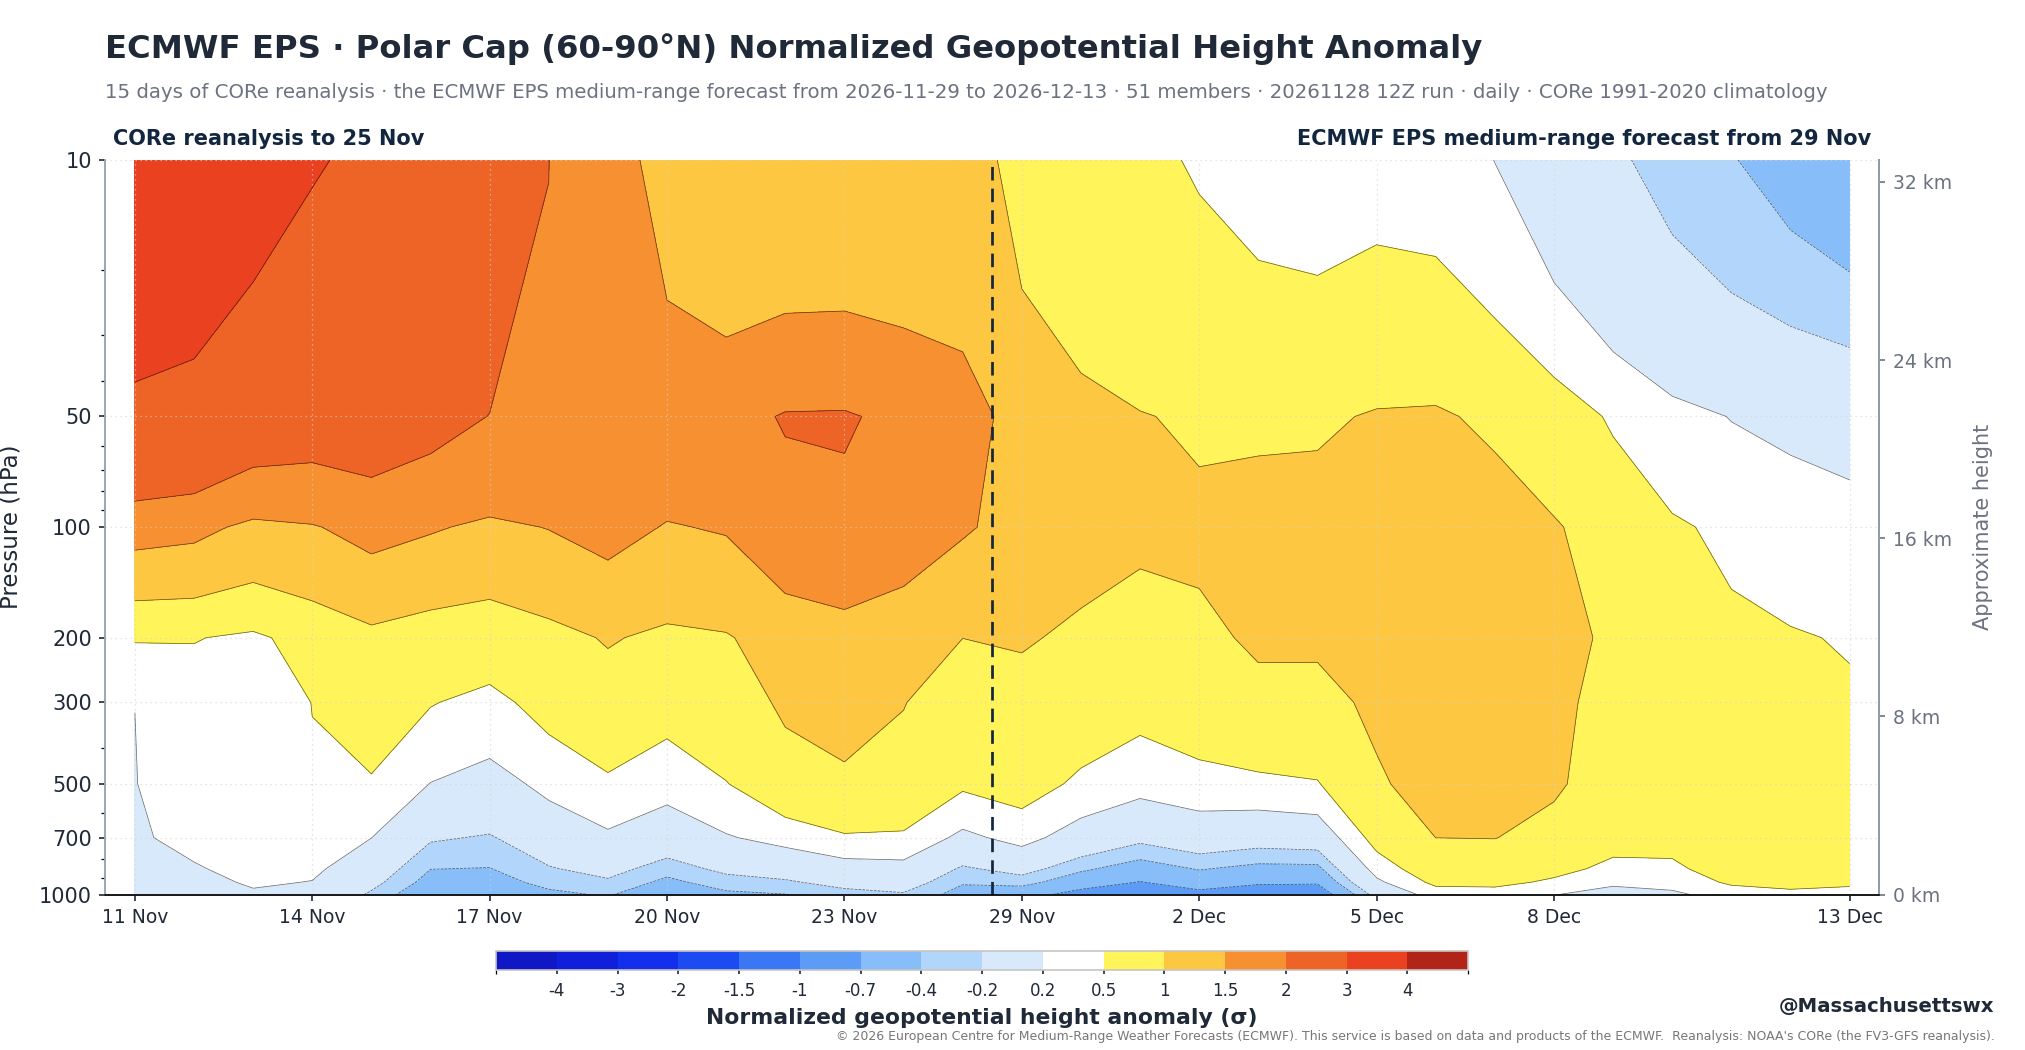 ECMWF EPS · Polar Cap (60-90°N) Normalized Geopotential Height Anomaly
15 days of CORe reanalysis · the ECMWF EPS medium-range forecast from 2026-11-29 to 2026-12-13 · 51 members · 20261128 12Z run · daily · CORe 1991-2020 climatology
CORe reanalysis to 25 Nov
ECMWF EPS medium-range forecast from 29 Nov
Pressure (hPa)
10
50
100
200
300
500
700
1000
32 km
24 km
16 km
8 km
0 km
Approximate height
11 Nov 14 Nov 17 Nov 20 Nov 23 Nov 29 Nov 2 Dec 5 Dec 8 Dec 13 Dec
-4 -3 -2 -1.5 -1 -0.7 -0.4 -0.2 0.2 0.5 1 1.5 2 3 4
Normalized geopotential height anomaly (σ)
@Massachusettswx
© 2026 European Centre for Medium-Range Weather Forecasts (ECMWF). This service is based on data and products of the ECMWF. Reanalysis: NOAA's CORe (the FV3-GFS reanalysis).